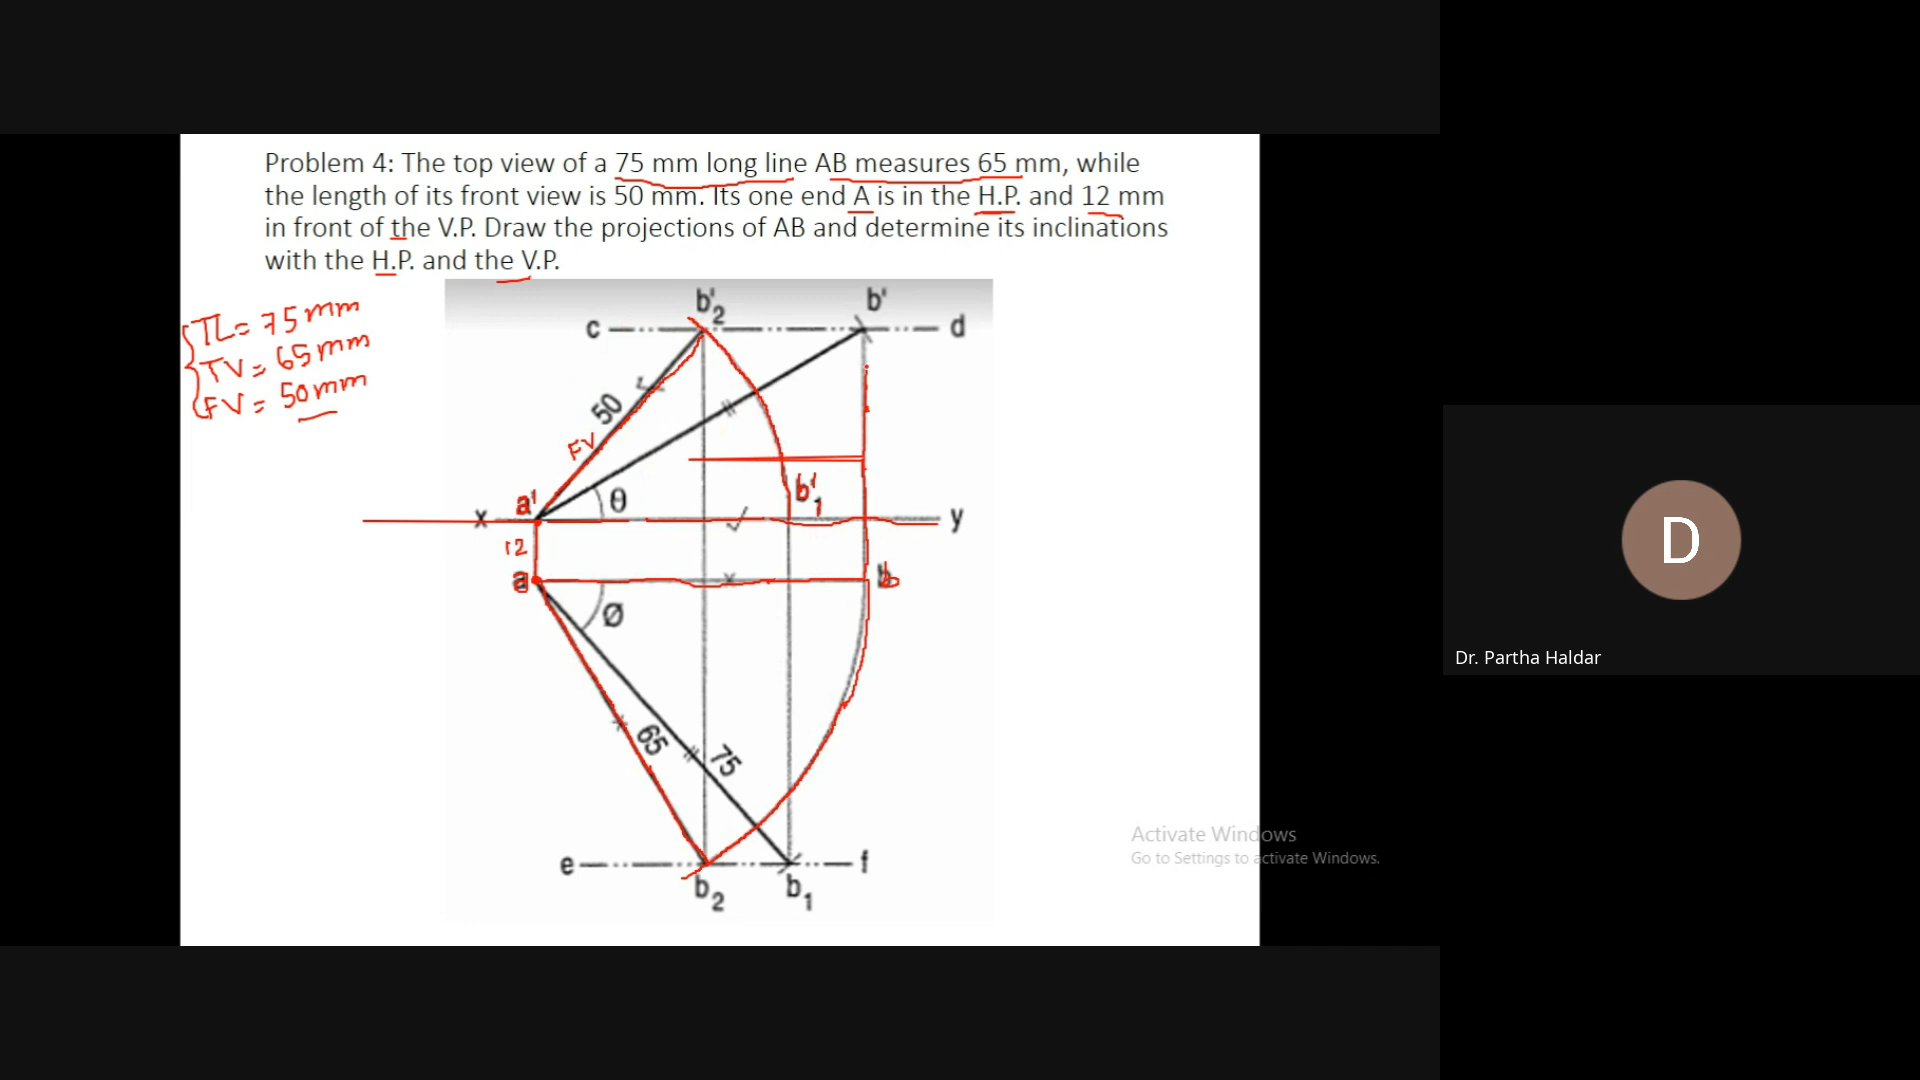 Problem 4: The top view of a 75 mm long line AB measures 65 mm, while
the length of its front view is 50 mm. Its one end A is in the H.P. and 12 mm
in front of the V.P. Draw the projections of AB and determine its inclinations
with the H.P. and the V.P.
TL = 75 mm
TV = 65 mm
FV = 50 mm
b'2
b'
c
d
50
FV
a'
θ
b'1
x
y
12
a
b
Ø
65
75
e
f
b2
b1
D
Dr. Partha Haldar
Activate Windows
Go to Settings to activate Windows.